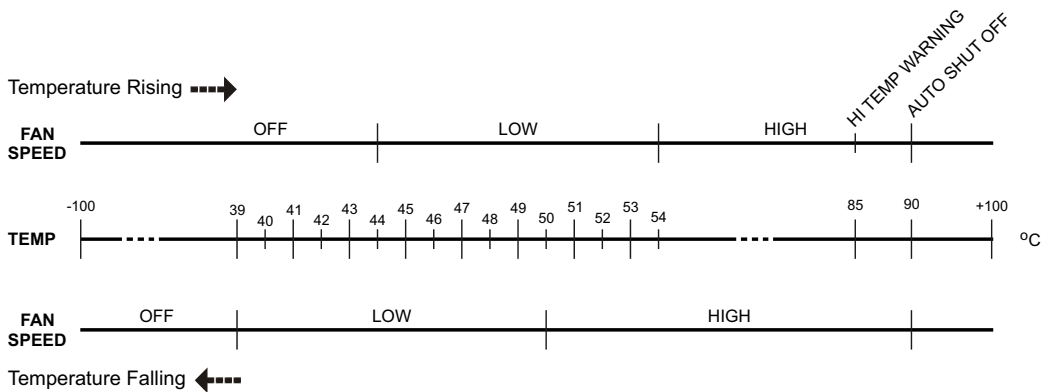 HI TEMP WARNING
AUTO SHUT OFF
Temperature Rising
FAN SPEED
OFF LOW HIGH
-100 39 40 41 42 43 44 45 46 47 48 49 50 51 52 53 54 85 90 +100
TEMP
ºC
OFF LOW HIGH
FAN SPEED
Temperature Falling